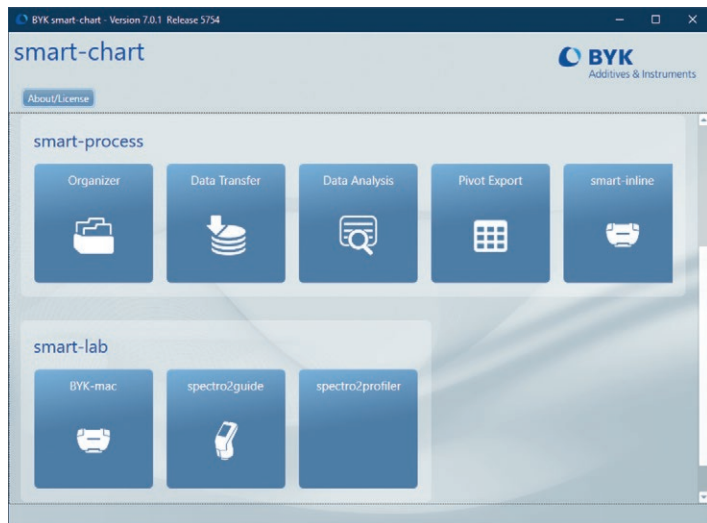 BYK smart-chart - Version 7.0.1 Release 5754
smart-chart
BYK
Additives & Instruments
About/License
smart-process
Organizer
Data Transfer
Data Analysis
Pivot Export
smart-inline
smart-lab
BYK-mac
spectro2guide
spectro2profiler